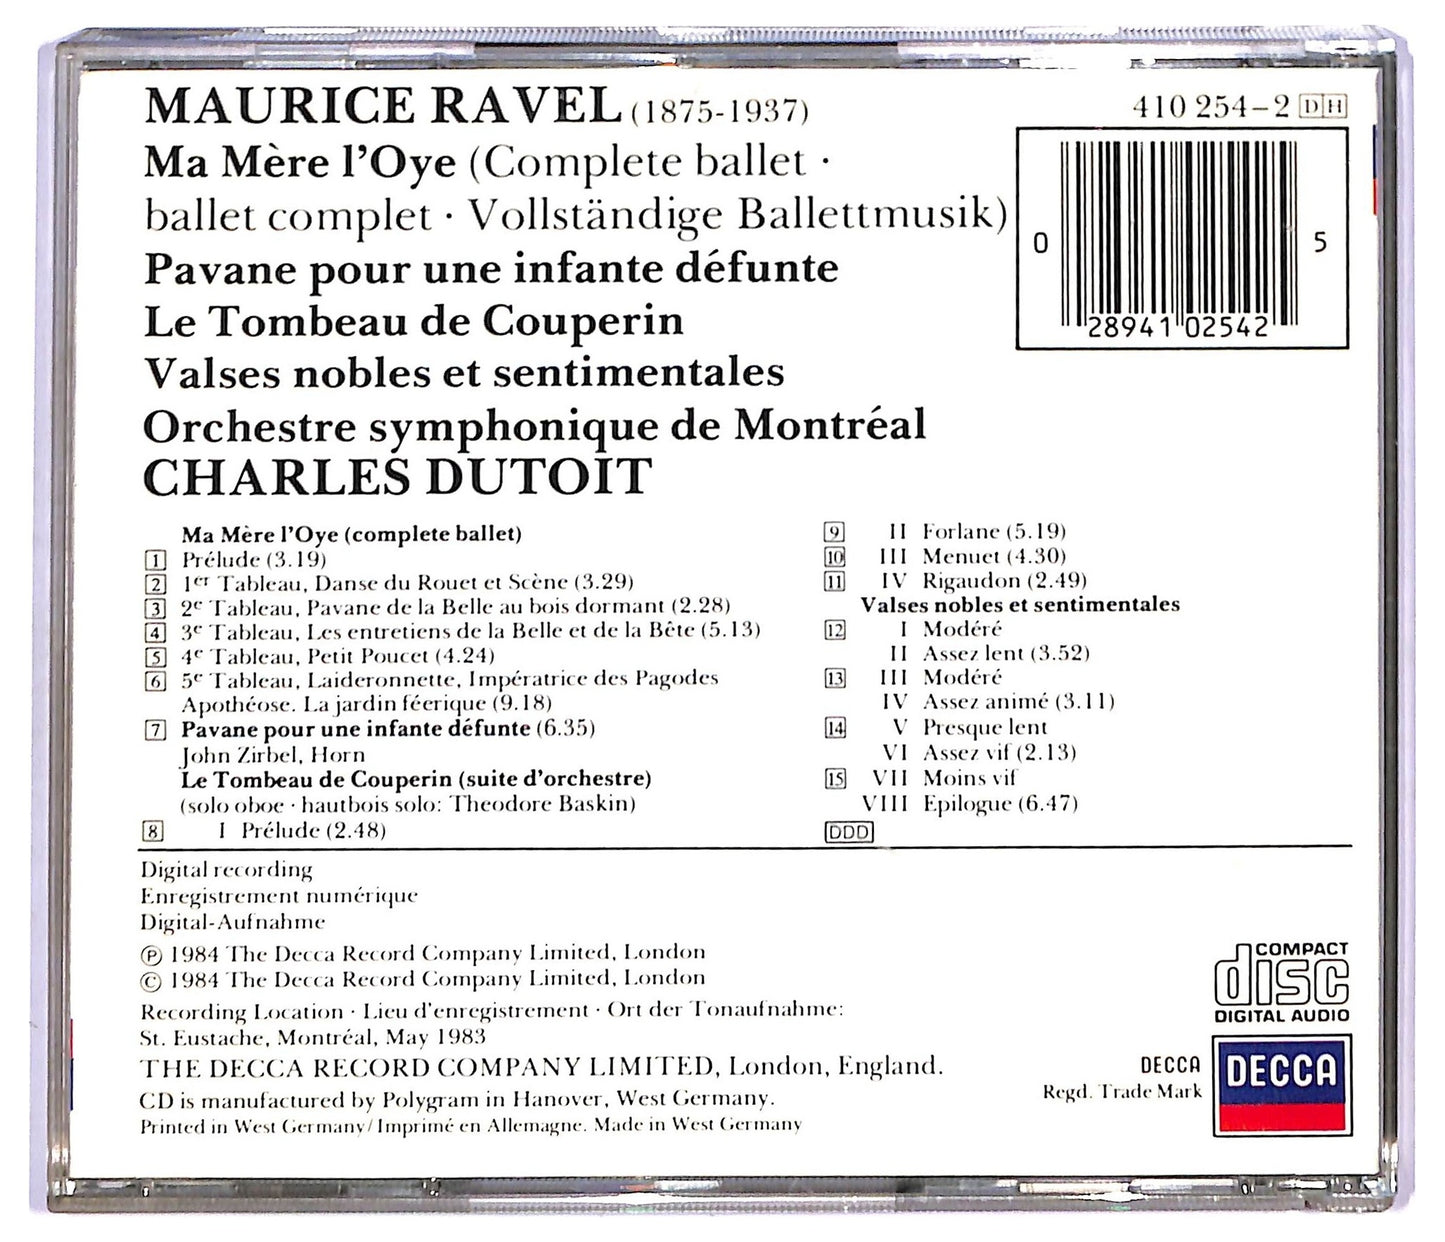 MAURICE RAVEL (1875-1937)
Ma Mère l'Oye (Complete ballet ·
ballet complet · Vollständige Ballettmusik)
Pavane pour une infante défunte
Le Tombeau de Couperin
Valses nobles et sentimentales
Orchestre symphonique de Montréal
CHARLES DUTOIT
410 254-2 DH
0 28941 02542 5
Ma Mère l'Oye (complete ballet)
1 Prélude (3.19)
2 1er Tableau, Danse du Rouet et Scène (3.29)
3 2e Tableau, Pavane de la Belle au bois dormant (2.28)
4 3e Tableau, Les entretiens de la Belle et de la Bête (5.13)
5 4e Tableau, Petit Poucet (4.24)
6 5e Tableau, Laideronnette, Impératrice des Pagodes
Apothéose. La jardin féerique (9.18)
7 Pavane pour une infante défunte (6.35)
John Zirbel, Horn
Le Tombeau de Couperin (suite d'orchestre)
(solo oboe · hautbois solo: Theodore Baskin)
8 I Prélude (2.48)
9 II Forlane (5.19)
10 III Menuet (4.30)
11 IV Rigaudon (2.49)
Valses nobles et sentimentales
12 I Modéré
II Assez lent (3.52)
13 III Modéré
IV Assez animé (3.11)
14 V Presque lent
VI Assez vif (2.13)
15 VII Moins vif
VIII Epilogue (6.47)
DDD
Digital recording
Enregistrement numérique
Digital-Aufnahme
Ⓟ 1984 The Decca Record Company Limited, London
© 1984 The Decca Record Company Limited, London
Recording Location · Lieu d'enregistrement · Ort der Tonaufnahme:
St. Eustache, Montréal, May 1983
THE DECCA RECORD COMPANY LIMITED, London, England.
CD is manufactured by Polygram in Hanover, West Germany.
Printed in West Germany/Imprimé en Allemagne. Made in West Germany
COMPACT
disc
DIGITAL AUDIO
DECCA
Regd. Trade Mark
DECCA